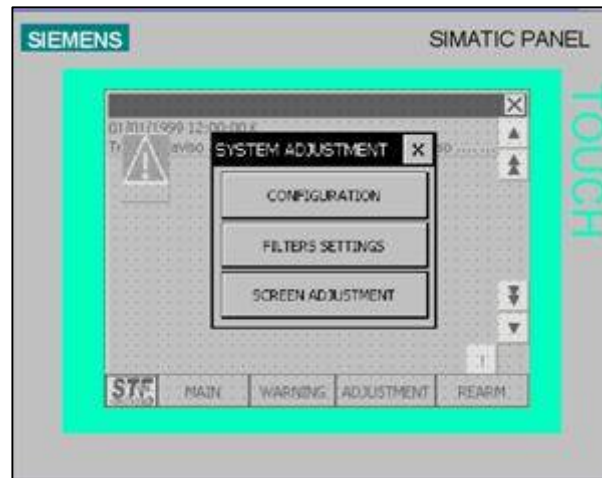 SIEMENS
SIMATIC PANEL
TOUCH
01/01/1999 12:00:00
aviso
SYSTEM ADJUSTMENT X
CONFIGURATION
FILTERS SETTINGS
SCREEN ADJUSTMENT
STF MAIN WARNING ADJUSTMENT REARM